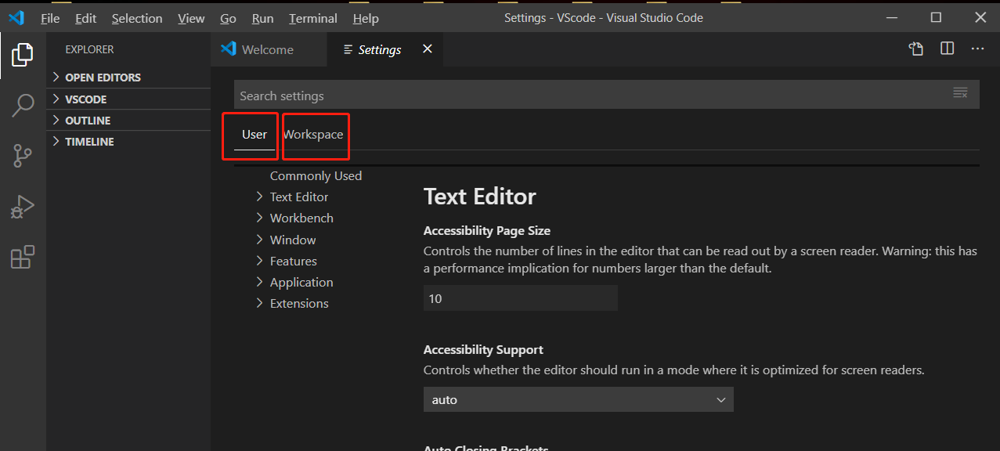 File Edit Selection View Go Run Terminal Help Settings - VScode - Visual Studio Code
EXPLORER
OPEN EDITORS
VSCODE
OUTLINE
TIMELINE
Welcome Settings
Search settings
User Workspace
Commonly Used
Text Editor
Workbench
Window
Features
Application
Extensions
Text Editor
Accessibility Page Size
Controls the number of lines in the editor that can be read out by a screen reader. Warning: this has
a performance implication for numbers larger than the default.
10
Accessibility Support
Controls whether the editor should run in a mode where it is optimized for screen readers.
auto
Auto Closing Brackets